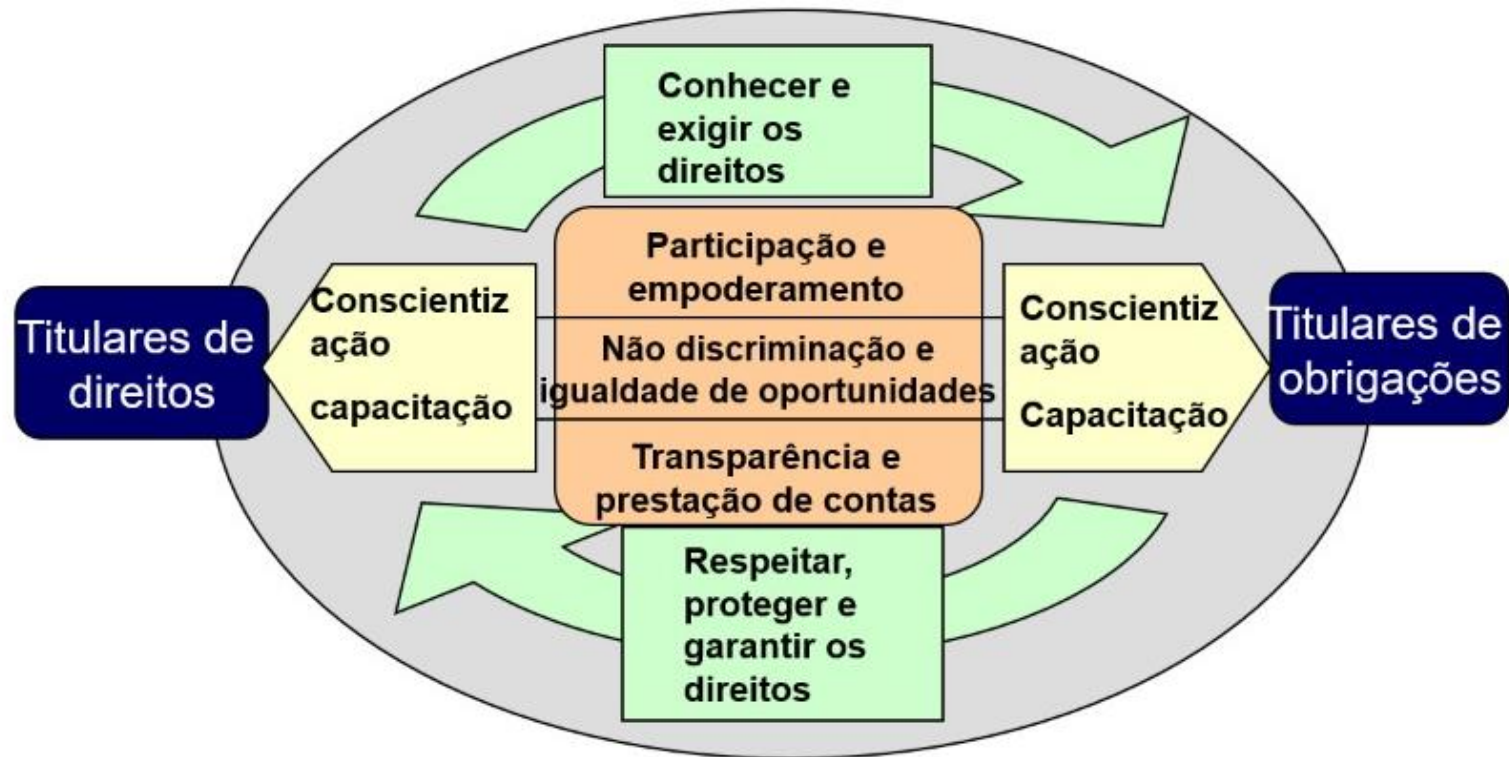 Conhecer e
exigir os
direitos
Participação e
empoderamento
Titulares de
direitos
Conscientiz
ação
capacitação
Não discriminação e
igualdade de oportunidades
Conscientiz
ação
Capacitação
Titulares de
obrigações
Transparência e
prestação de contas
Respeitar,
proteger e
garantir os
direitos